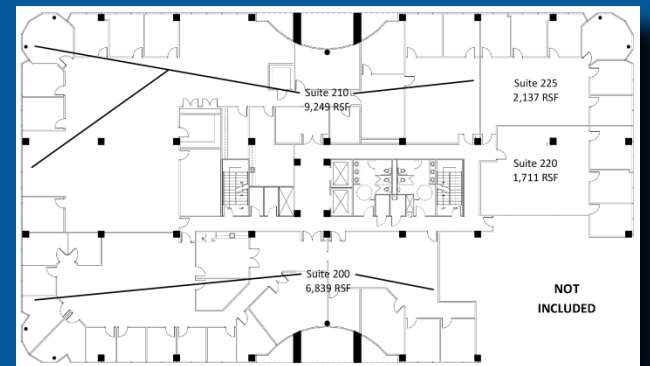 Suite 210
9,249 RSF
Suite 225
2,137 RSF
Suite 220
1,711 RSF
Suite 200
6,839 RSF
NOT
INCLUDED